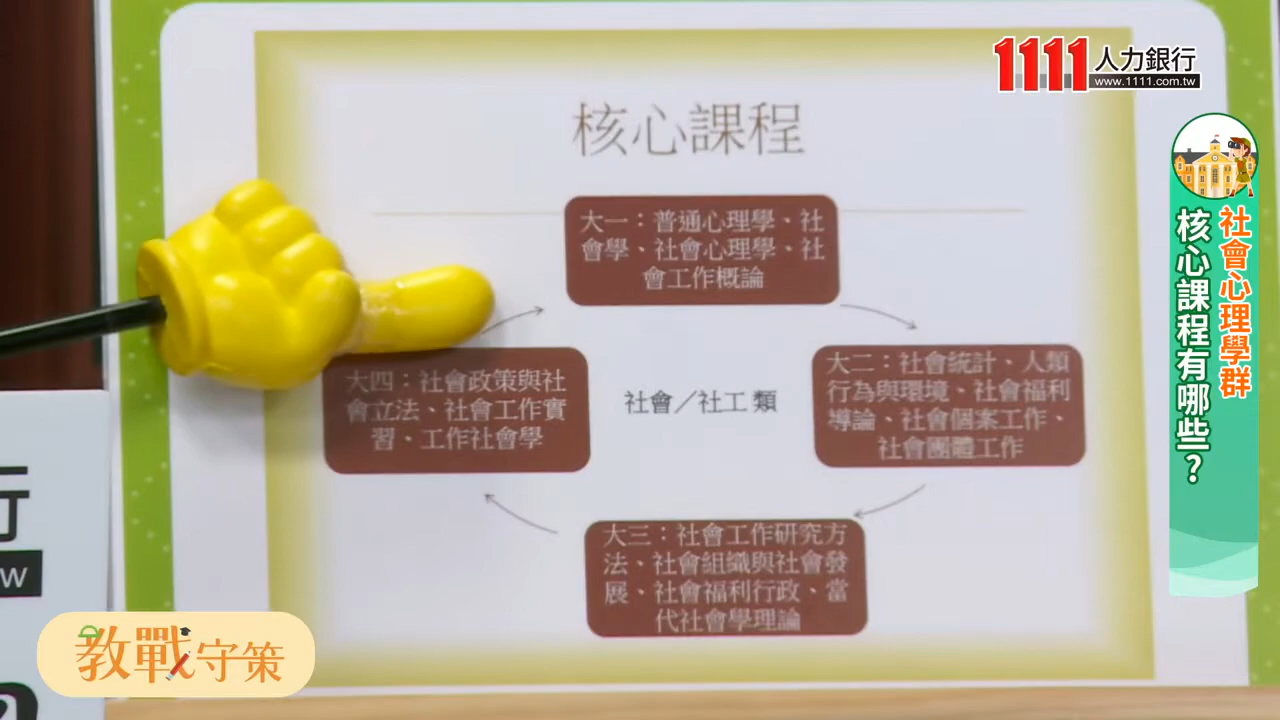 1111 人力銀行
www.1111.com.tw
核心課程
大一：普通心理學、社
會學、社會心理學、社
會工作概論
大二：社會統計、人類
行為與環境、社會福利
導論、社會個案工作、
社會團體工作
大三：社會工作研究方
法、社會組織與社會發
展、社會福利行政、當
代社會學理論
大四：社會政策與社
會立法、社會工作實
習、工作社會學
社會／社工 類
社會心理學群
核心課程有哪些？
行
w
教戰守策